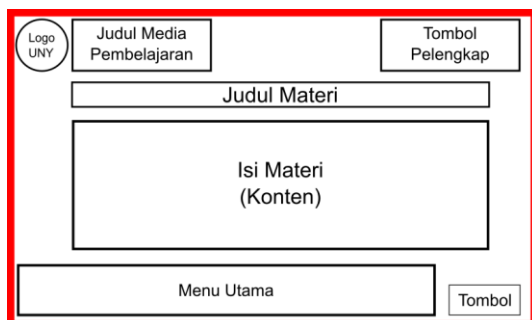 Logo
UNY
Judul Media
Pembelajaran
Tombol
Pelengkap
Judul Materi
Isi Materi
(Konten)
Menu Utama
Tombol